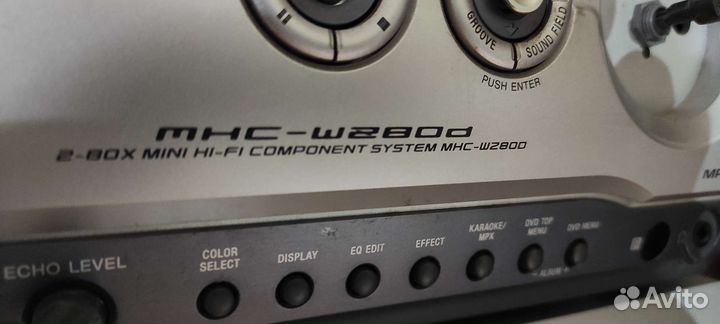 GROOVE
SOUND FIELD
PUSH ENTER
MHC-W280d
2-BOX MINI HI-FI COMPONENT SYSTEM MHC-W280D
MP
ECHO LEVEL
COLOR
SELECT
DISPLAY
EQ EDIT
EFFECT
KARAOKE/
MPX
DVD TOP
MENU
DVD MENU
- ALBUM +
Avito